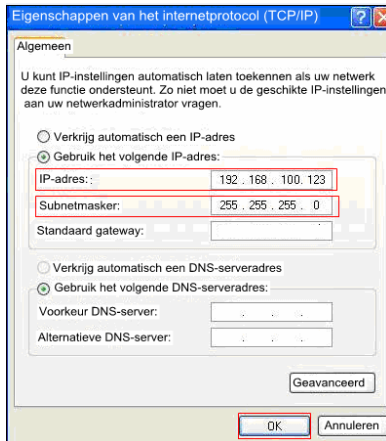 Eigenschappen van het internetprotocol (TCP/IP)
Algemeen
U kunt IP-instellingen automatisch laten toekennen als uw netwerk
deze functie ondersteunt. Zo niet moet u de geschikte IP-instellingen
aan uw netwerkadministrator vragen.
Verkrijg automatisch een IP-adres
Gebruik het volgende IP-adres:
IP-adres: : 192 . 168 . 100. 123
Subnetmasker: 255 . 255 . 255 . 0
Standaard gateway:
Verkrijg automatisch een DNS-serveradres
Gebruik het volgende DNS-serveradres:
Voorkeur DNS-server: . . .
Alternatieve DNS-server: . . .
Geavanceerd
OK Annuleren